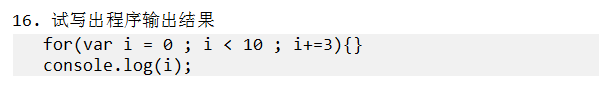 16. 试写出程序输出结果
for(var i = 0 ; i < 10 ; i+=3){}
console.log(i);